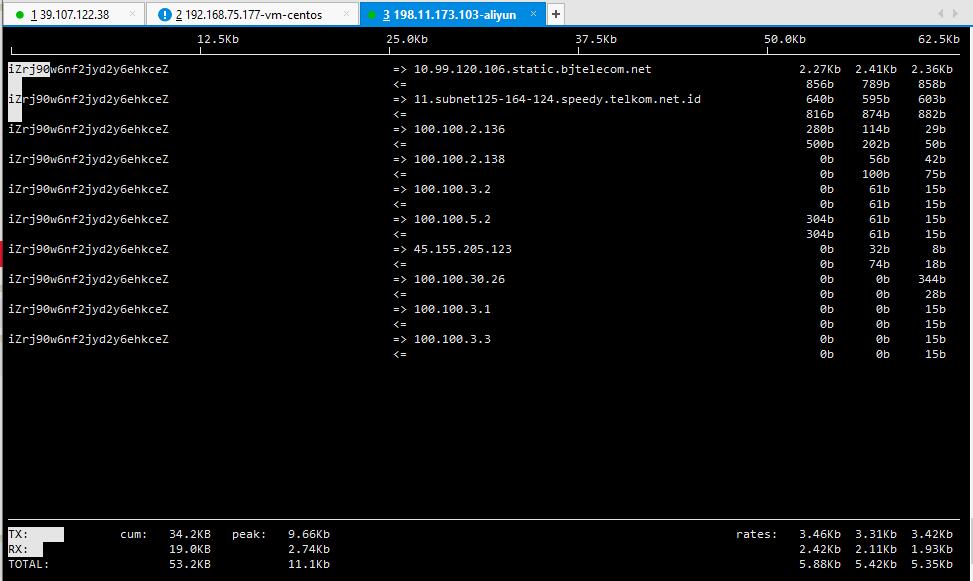 1 39.107.122.38 × 2 192.168.75.177-vm-centos × 3 198.11.173.103-aliyun × +
12.5Kb 25.0Kb 37.5Kb 50.0Kb 62.5Kb
iZrj90w6nf2jyd2y6ehkceZ => 10.99.120.106.static.bjtelecom.net 2.27Kb 2.41Kb 2.36Kb
<= 856b 789b 858b
iZrj90w6nf2jyd2y6ehkceZ => 11.subnet125-164-124.speedy.telkom.net.id 640b 595b 603b
<= 816b 874b 882b
iZrj90w6nf2jyd2y6ehkceZ => 100.100.2.136 280b 114b 29b
<= 500b 202b 50b
iZrj90w6nf2jyd2y6ehkceZ => 100.100.2.138 0b 56b 42b
<= 0b 100b 75b
iZrj90w6nf2jyd2y6ehkceZ => 100.100.3.2 0b 61b 15b
<= 0b 61b 15b
iZrj90w6nf2jyd2y6ehkceZ => 100.100.5.2 304b 61b 15b
<= 304b 61b 15b
iZrj90w6nf2jyd2y6ehkceZ => 45.155.205.123 0b 32b 8b
<= 0b 74b 18b
iZrj90w6nf2jyd2y6ehkceZ => 100.100.30.26 0b 0b 344b
<= 0b 0b 28b
iZrj90w6nf2jyd2y6ehkceZ => 100.100.3.1 0b 0b 15b
<= 0b 0b 15b
iZrj90w6nf2jyd2y6ehkceZ => 100.100.3.3 0b 0b 15b
<= 0b 0b 15b
TX: cum: 34.2KB peak: 9.66Kb rates: 3.46Kb 3.31Kb 3.42Kb
RX: 19.0KB 2.74Kb 2.42Kb 2.11Kb 1.93Kb
TOTAL: 53.2KB 11.1Kb 5.88Kb 5.42Kb 5.35Kb